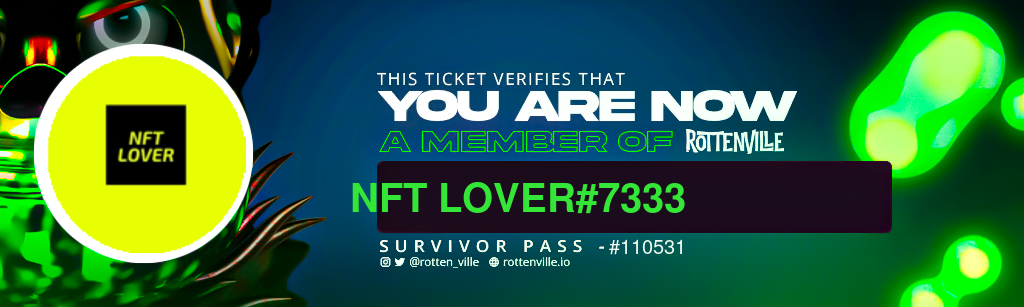 NFT
LOVER
THIS TICKET VERIFIES THAT
YOU ARE NOW
A MEMBER OF ROTTENVILLE
NFT LOVER#7333
SURVIVOR PASS - #110531
@rotten_ville rottenville.io